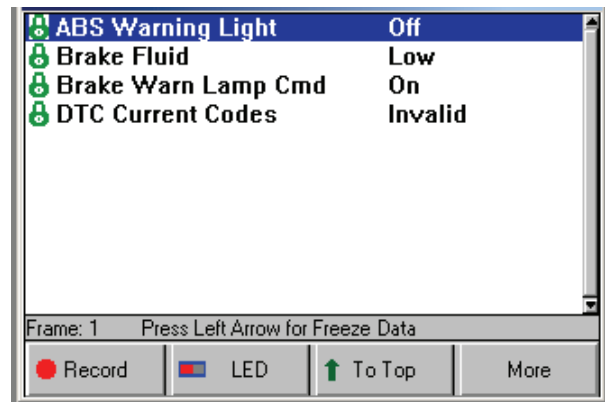 ABS Warning Light Off
Brake Fluid Low
Brake Warn Lamp Cmd On
DTC Current Codes Invalid
Frame: 1 Press Left Arrow for Freeze Data
Record LED To Top More